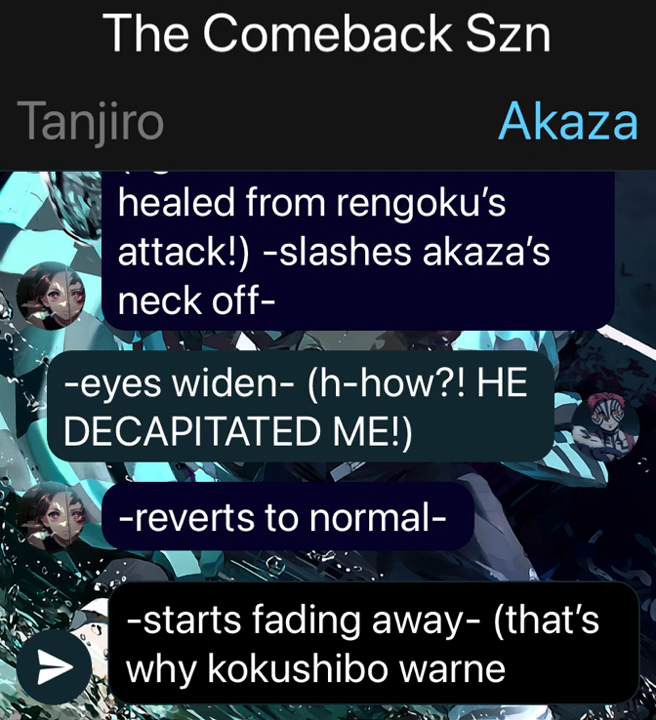 The Comeback Szn
Tanjiro
Akaza
healed from rengoku's
attack!) -slashes akaza's
neck off-
-eyes widen- (h-how?! HE
DECAPITATED ME!)
-reverts to normal-
-starts fading away- (that's
why kokushibo warne